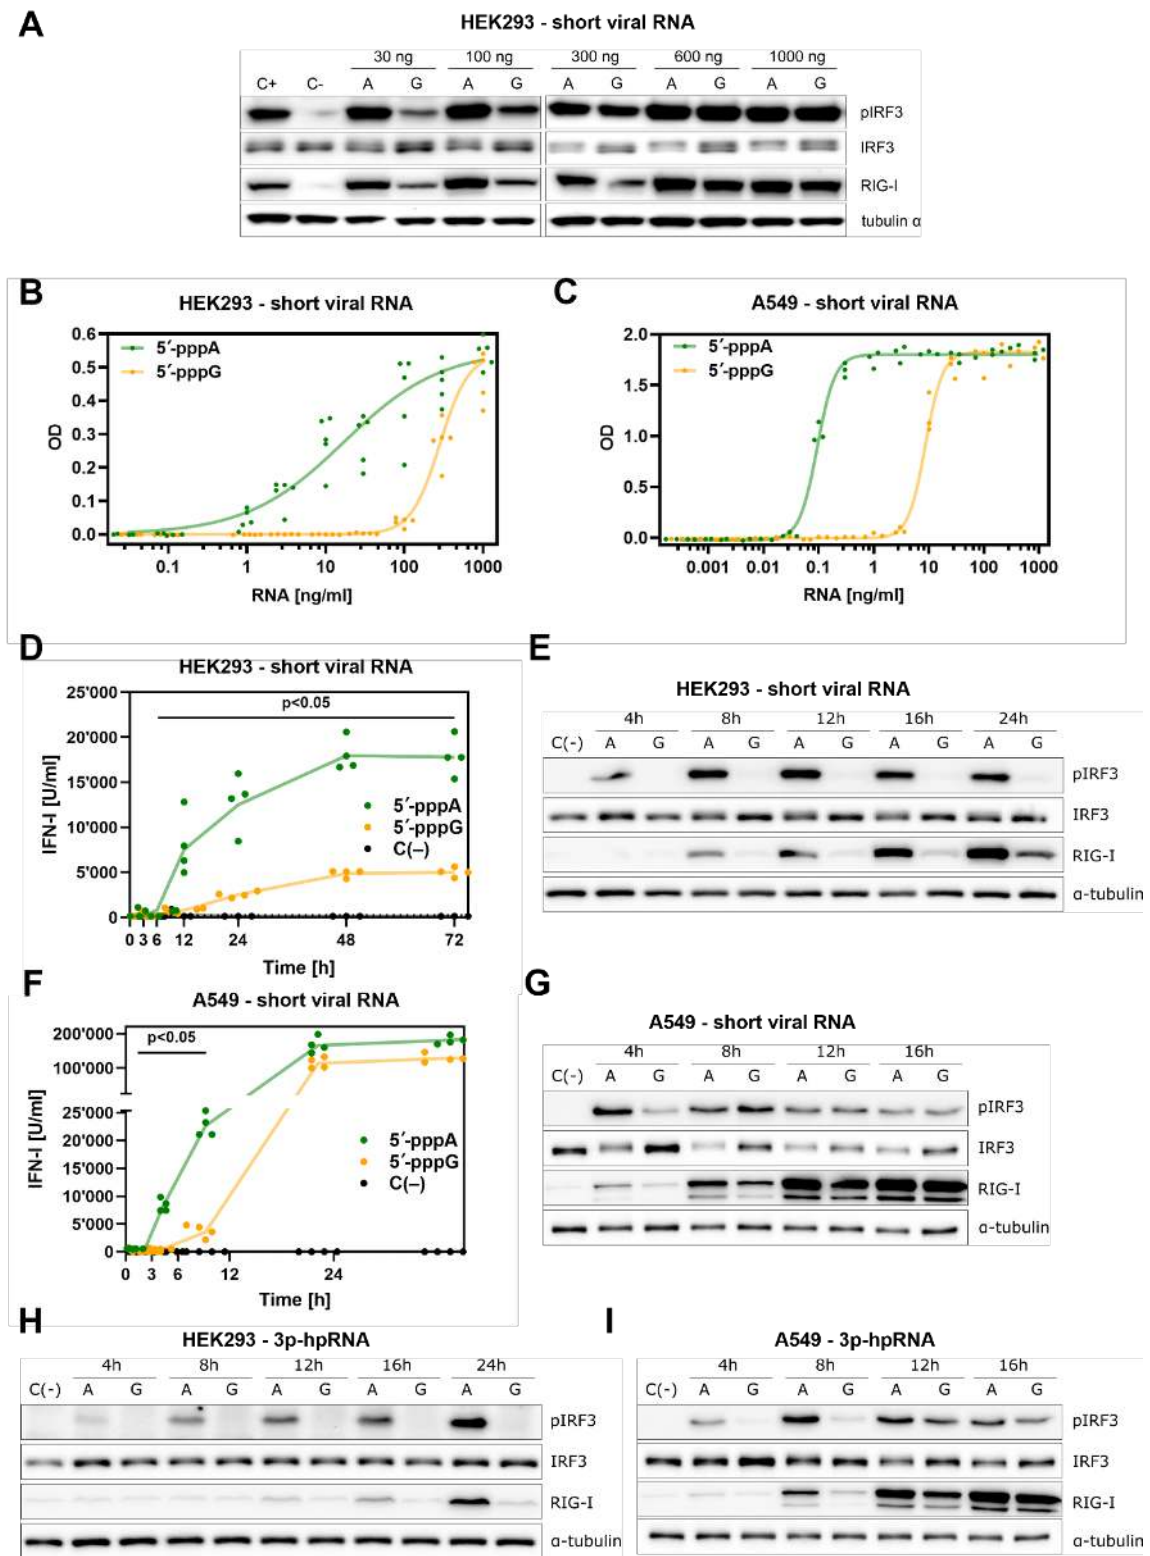 A
HEK293 - short viral RNA
30 ng 100 ng 300 ng 600 ng 1000 ng
C+ C- A G A G A G A G A G
pIRF3
IRF3
RIG-I
tubulin α
B
HEK293 - short viral RNA
5′-pppA
5′-pppG
OD
0.6
0.5
0.4
0.3
0.2
0.1
0.0
0.1 1 10 100 1000
RNA [ng/ml]
C
A549 - short viral RNA
5′-pppA
5′-pppG
OD
2.0
1.5
1.0
0.5
0.0
0.001 0.01 0.1 1 10 100 1000
RNA [ng/ml]
D
HEK293 - short viral RNA
p<0.05
IFN-I [U/ml]
25'000
20'000
15'000
10'000
5'000
0
5′-pppA
5′-pppG
C(–)
0 3 6 12 24 48 72
Time [h]
E
HEK293 - short viral RNA
4h 8h 12h 16h 24h
C(-) A G A G A G A G A G
pIRF3
IRF3
RIG-I
α-tubulin
F
A549 - short viral RNA
p<0.05
IFN-I [U/ml]
200'000
100'000
25'000
20'000
15'000
10'000
5'000
0
5′-pppA
5′-pppG
C(–)
0 3 6 12 24
Time [h]
G
A549 - short viral RNA
4h 8h 12h 16h
C(-) A G A G A G A G
pIRF3
IRF3
RIG-I
α-tubulin
H
HEK293 - 3p-hpRNA
4h 8h 12h 16h 24h
C(-) A G A G A G A G A G
pIRF3
IRF3
RIG-I
α-tubulin
I
A549 - 3p-hpRNA
4h 8h 12h 16h
C(-) A G A G A G A G
pIRF3
IRF3
RIG-I
α-tubulin